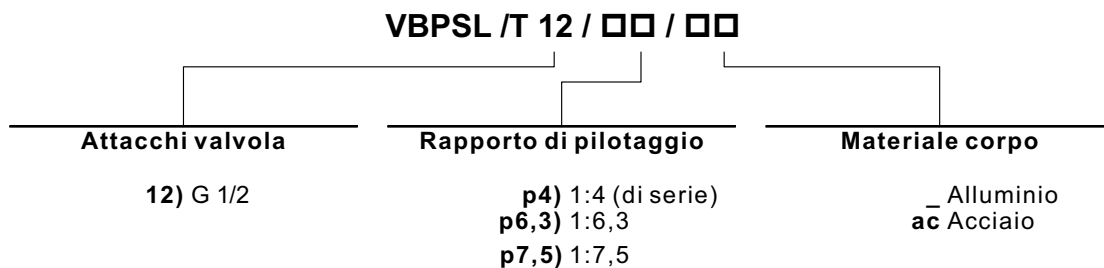 VBPSL /T 12 / □□ / □□
Attacchi valvola
12) G 1/2
Rapporto di pilotaggio
p4) 1:4 (di serie)
p6,3) 1:6,3
p7,5) 1:7,5
Materiale corpo
_ Alluminio
ac Acciaio